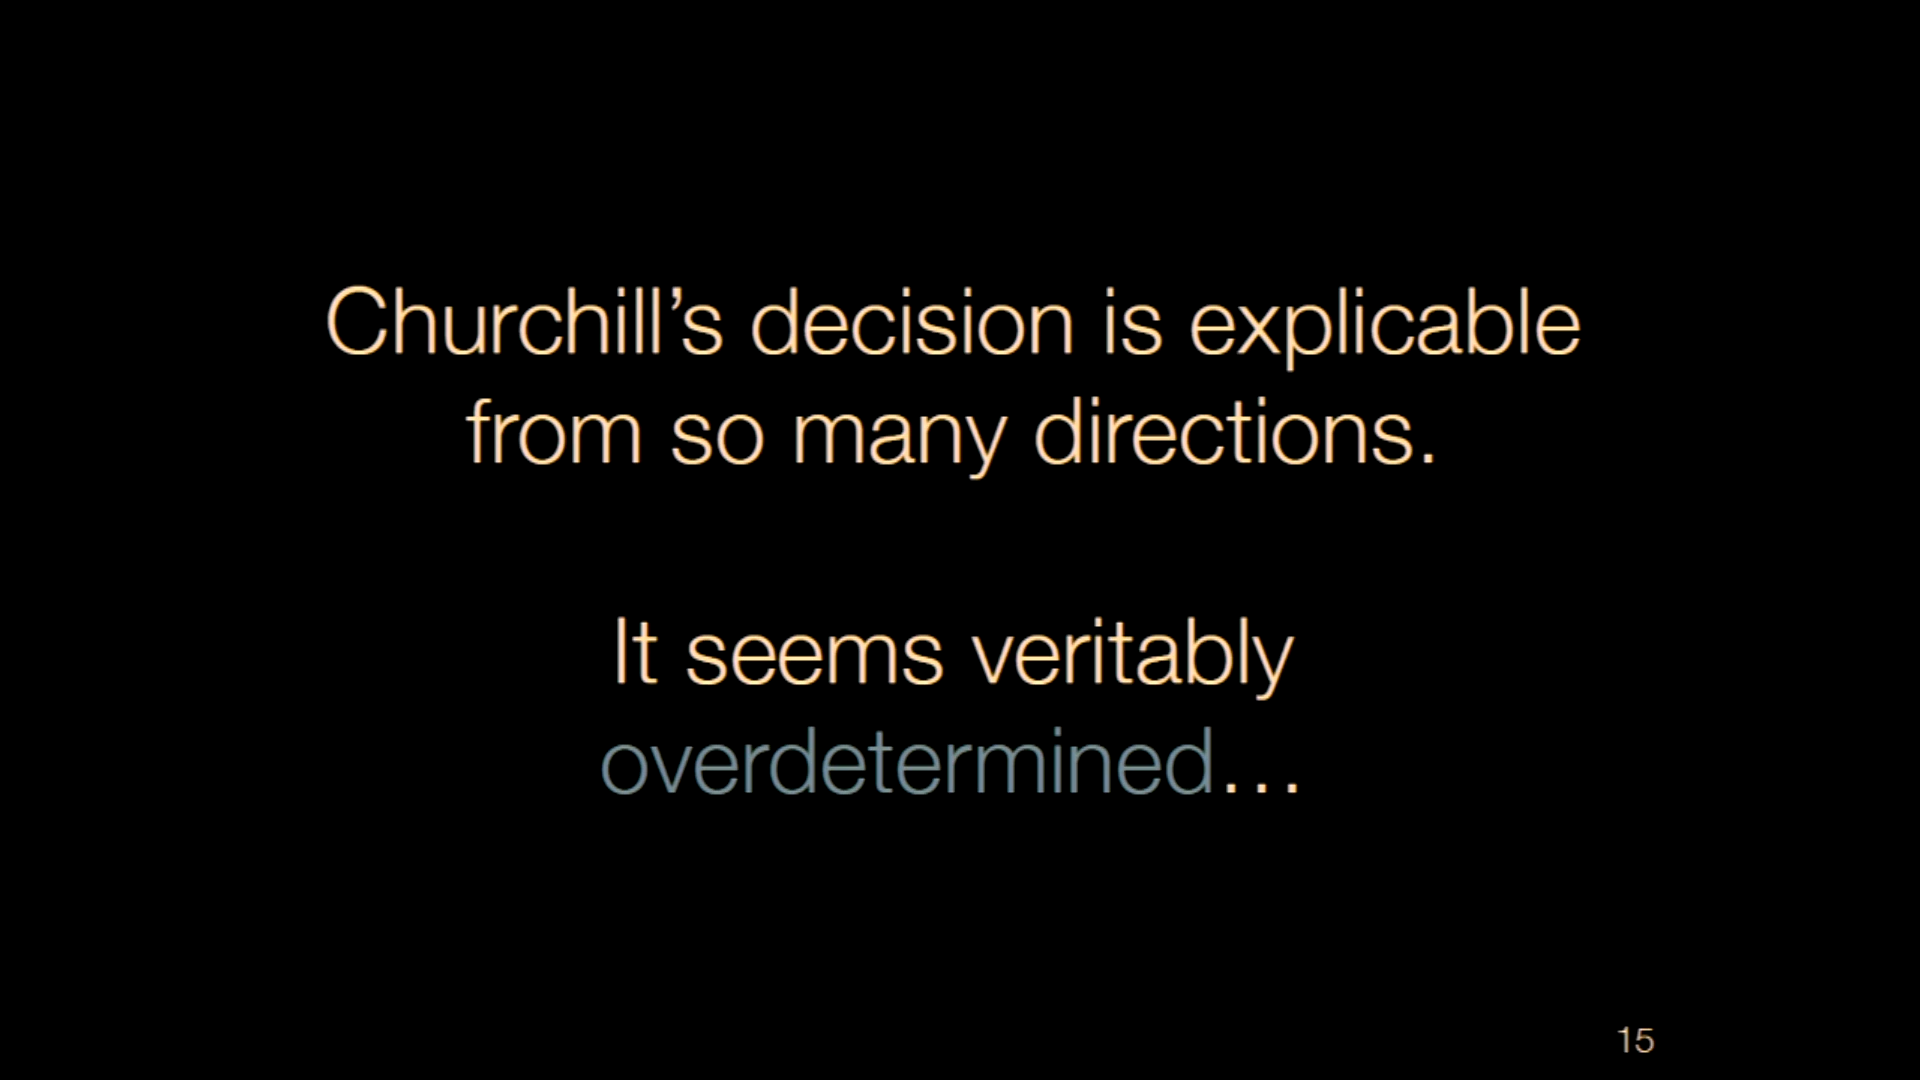 Churchill’s decision is explicable
from so many directions.
It seems veritably
overdetermined…
15